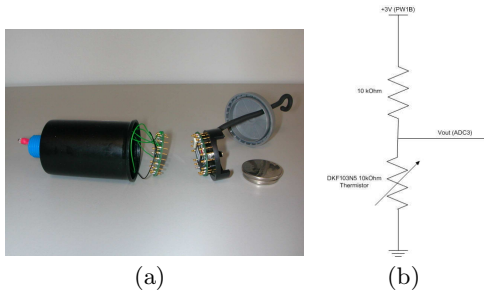 +3V (PW1B)
10 kOhm
Vout (ADC3)
DKF103N5 10kOhm
Thermistor
(a)
(b)